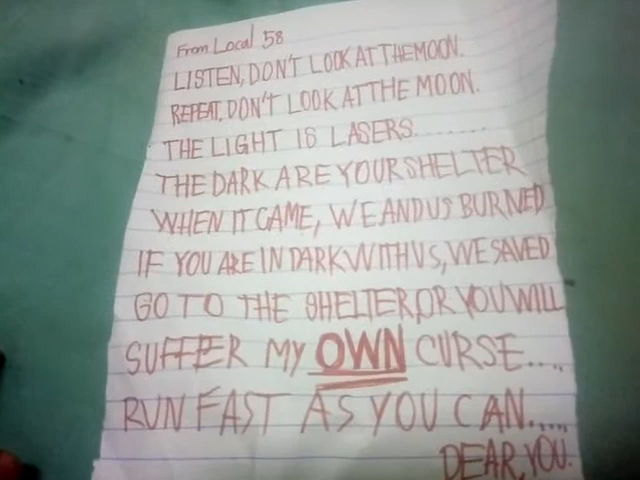 From Local 58
LISTEN, DON'T LOOK AT THE MOON.
REPEAT, DON'T LOOK AT THE MOON.
THE LIGHT IS LASERS.........
THE DARK ARE YOUR SHELTER
WHEN IT CAME, WE AND US BURNED
IF YOU ARE IN DARK WITH US, WE SAVED
GO TO THE SHELTER, OR YOU WILL
SUFFER MY OWN CURSE....
RUN FAST AS YOU CAN.....
DEAR, YOU.